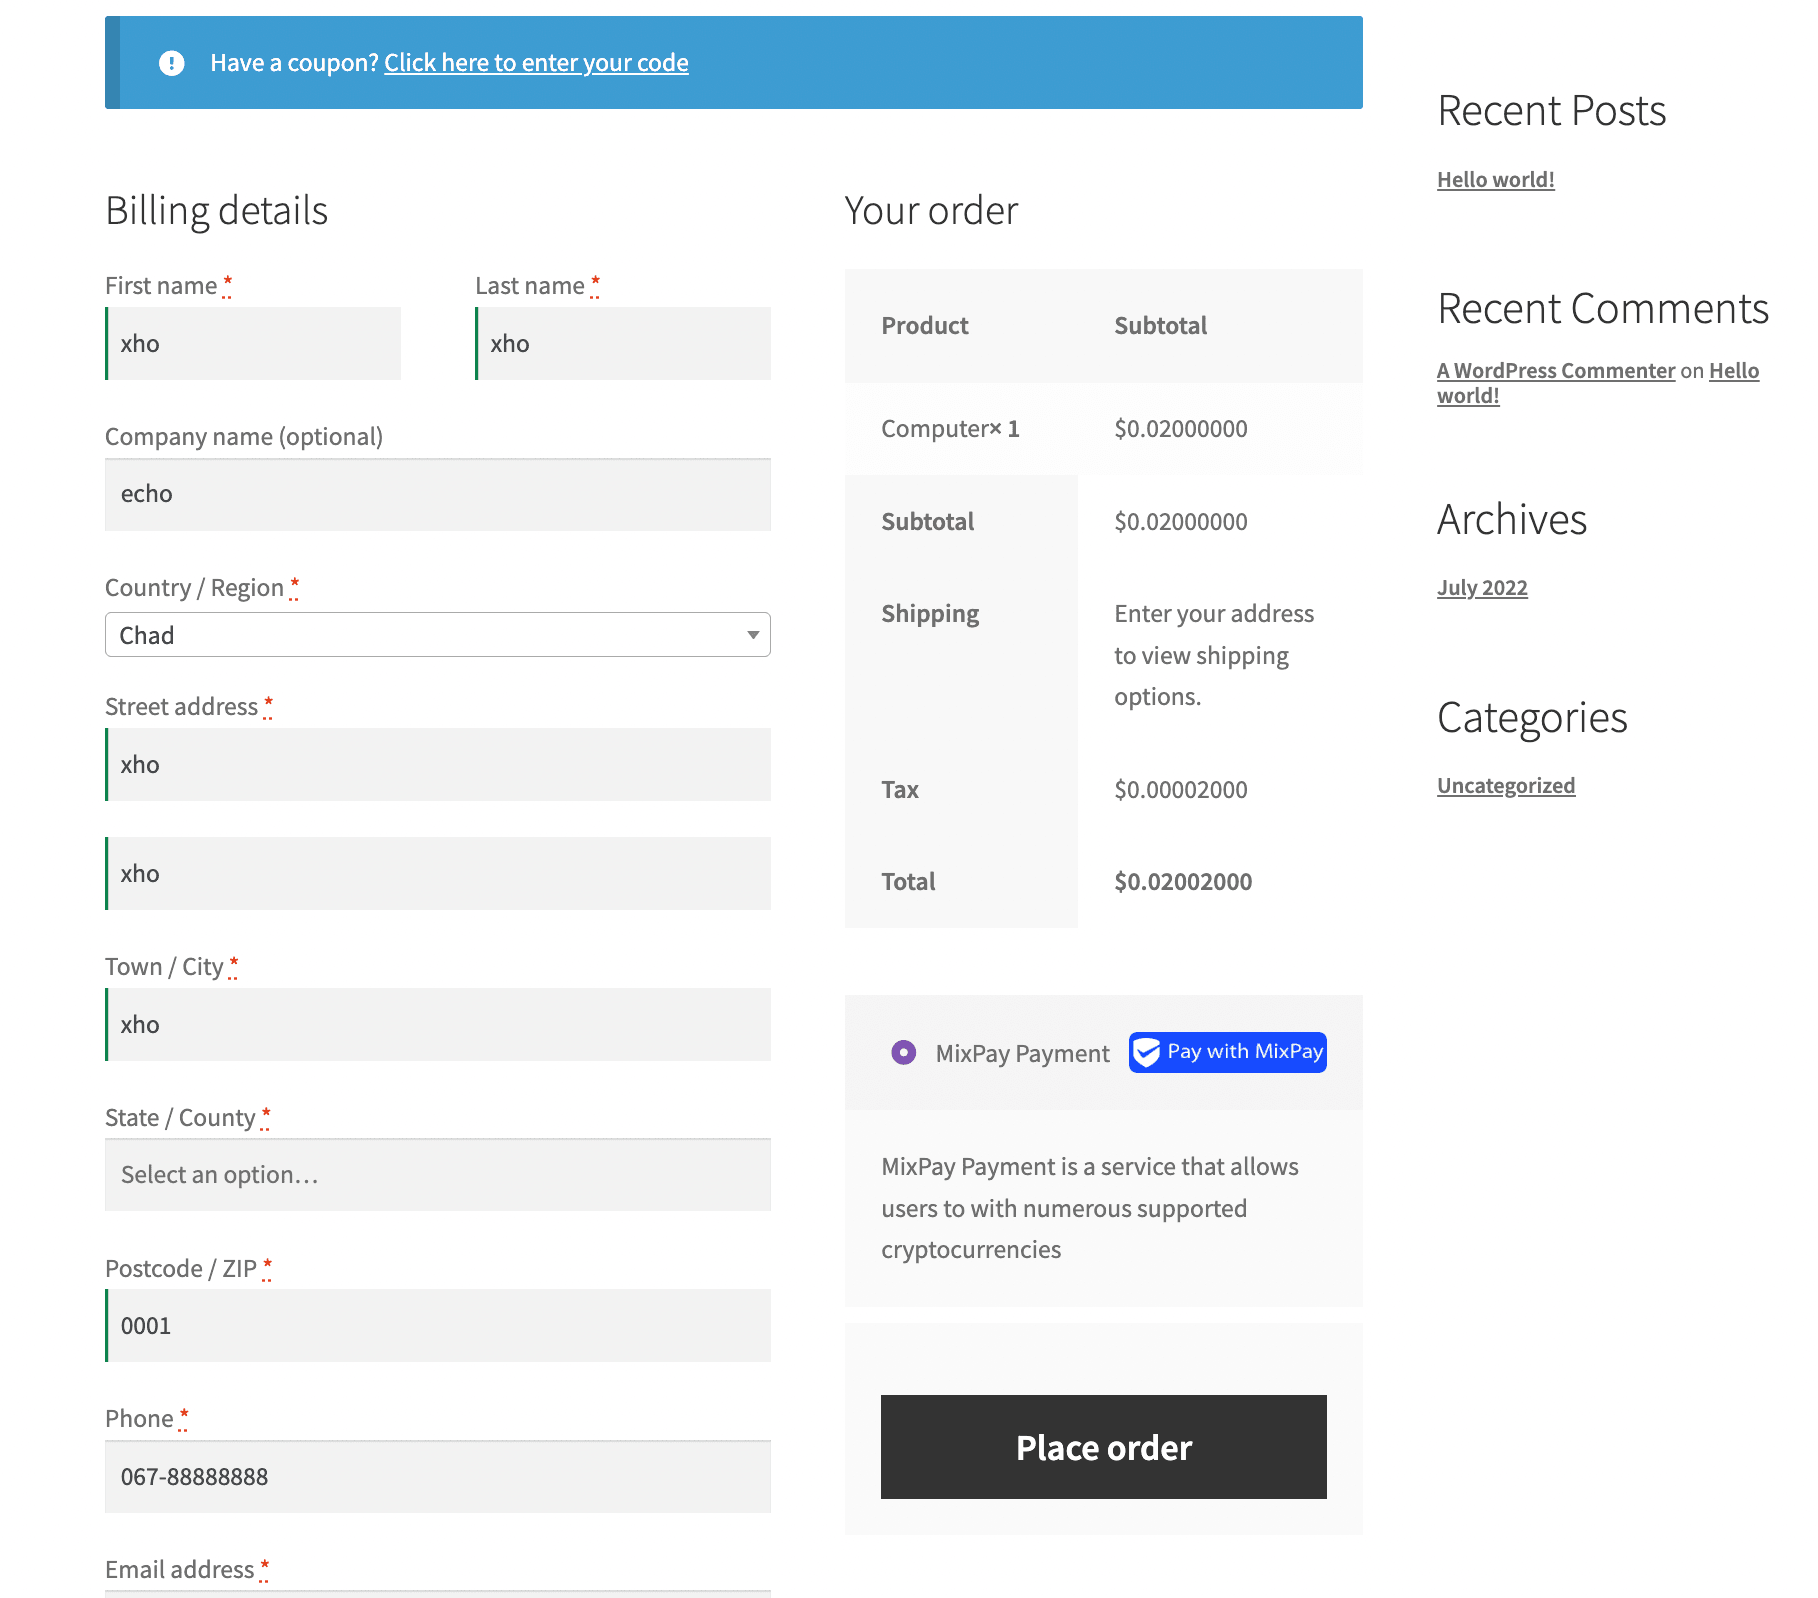 Have a coupon? Click here to enter your code
Billing details
First name *
Last name *
xho
xho
Company name (optional)
echo
Country / Region *
Chad
Street address *
xho
xho
Town / City *
xho
State / County *
Select an option…
Postcode / ZIP *
0001
Phone *
067-88888888
Email address *
Your order
Product Subtotal
Computer× 1 $0.02000000
Subtotal $0.02000000
Shipping Enter your address
to view shipping
options.
Tax $0.00002000
Total $0.02002000
MixPay Payment Pay with MixPay
MixPay Payment is a service that allows
users to with numerous supported
cryptocurrencies
Place order
Recent Posts
Hello world!
Recent Comments
A WordPress Commenter on Hello
world!
Archives
July 2022
Categories
Uncategorized